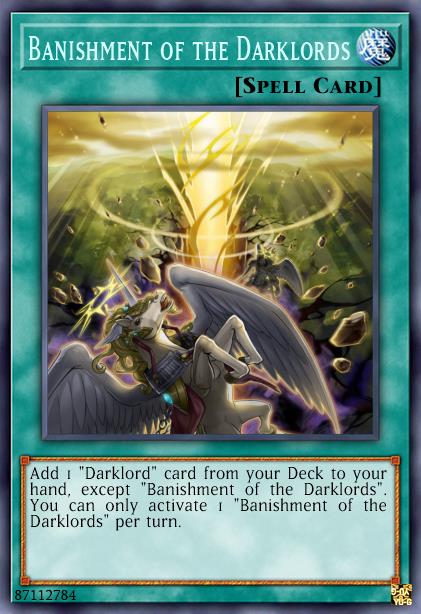 BANISHMENT OF THE DARKLORDS
魔
[SPELL CARD]
Add 1 "Darklord" card from your Deck to your
hand, except "Banishment of the Darklords".
You can only activate 1 "Banishment of the
Darklords" per turn.
87112784